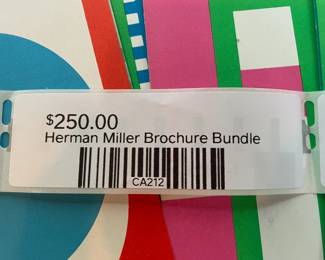 $250.00
Herman Miller Brochure Bundle
CA212